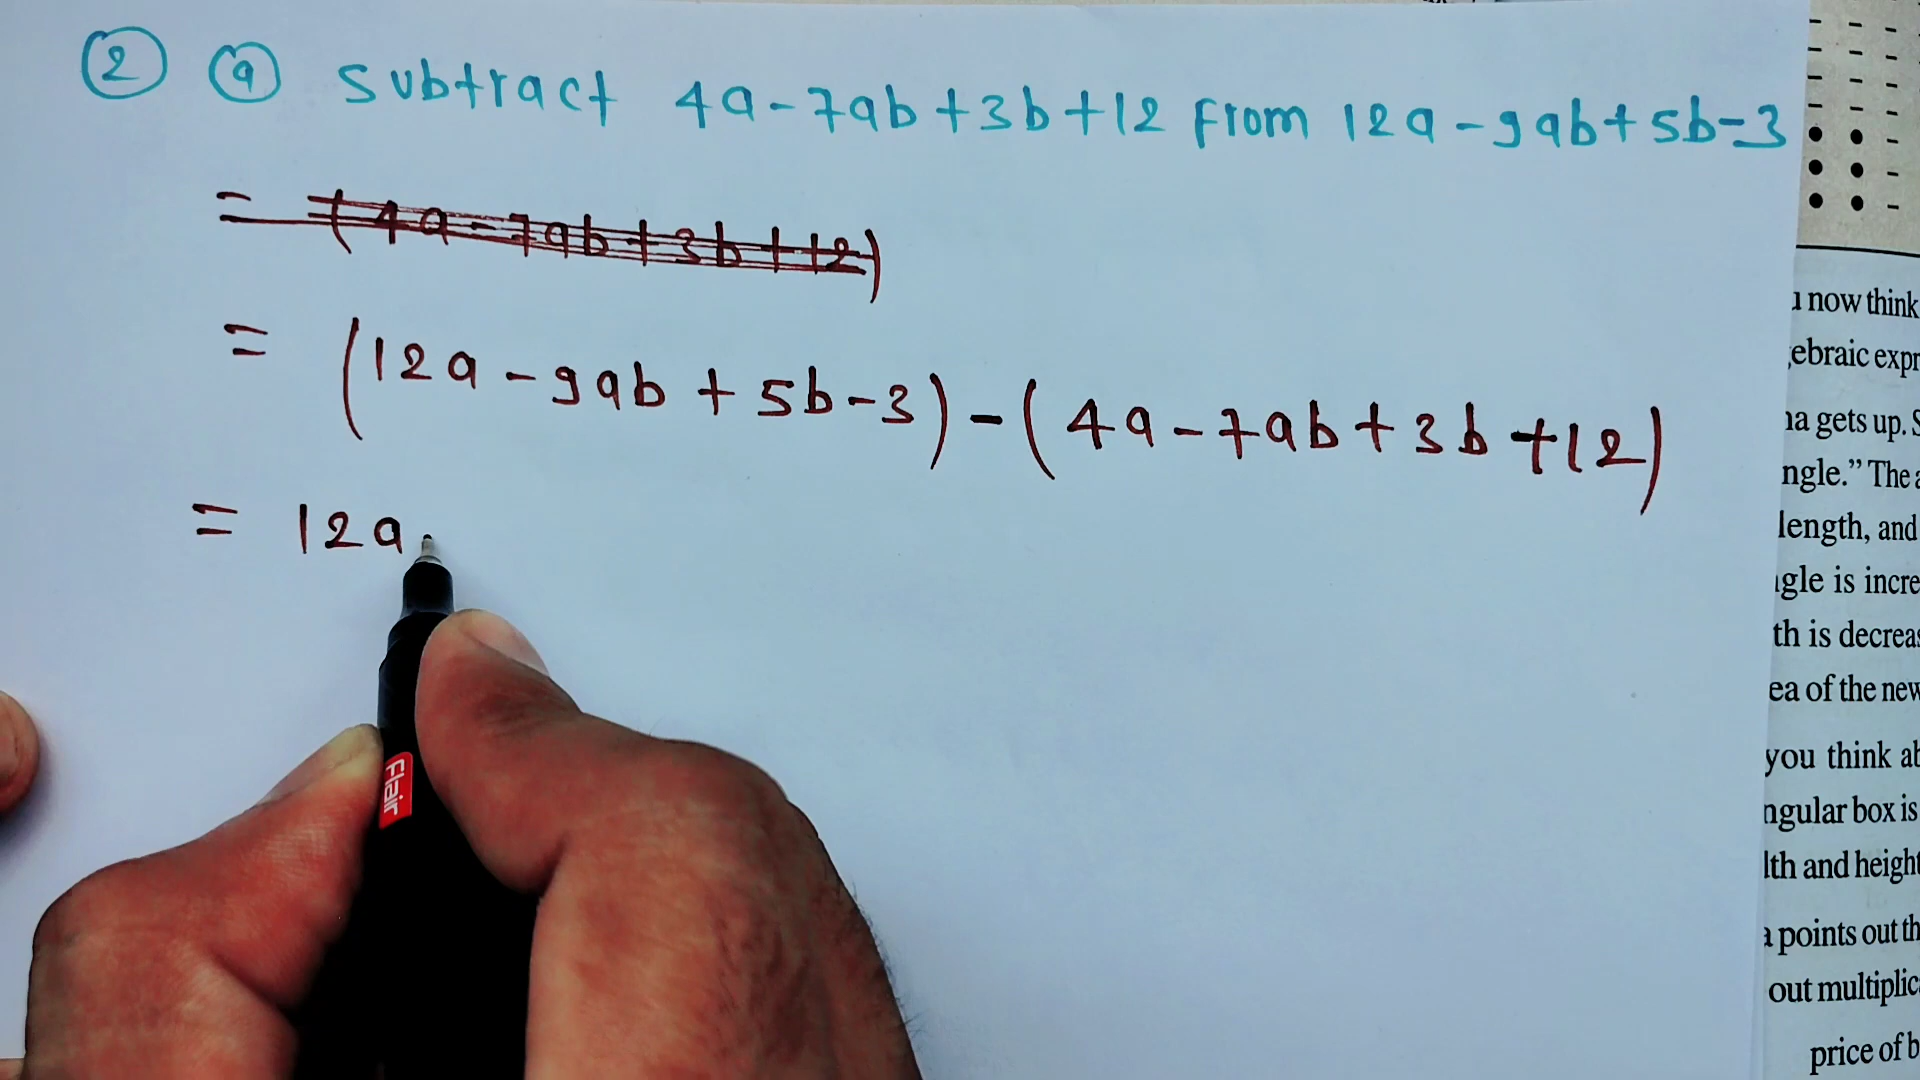 ② ⓐ Subtract 4a-7ab+3b+12 from 12a-9ab+5b-3
= (4a-7ab+3b+12)
= (12a-9ab+5b-3)-(4a-7ab+3b+12)
= 12a
Flair
now think
ebraic expr
gets up. S
ngle.” The a
length, and
gle is incre
th is decreas
ea of the new
you think ab
ngular box is
lth and height
points out th
out multiplic
price of b